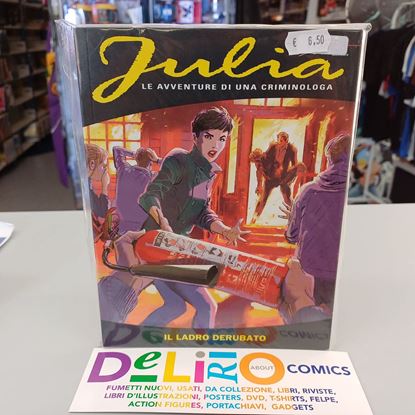 € 6,50
Julia
LE AVVENTURE DI UNA CRIMINOLOGA
IL LADRO DERUBATO
DeLiRiO ABOUT COMICS
FUMETTI NUOVI, USATI, DA COLLEZIONE, LIBRI, RIVISTE,
LIBRI D'ILLUSTRAZIONI, POSTERS, DVD, T-SHIRTS, FELPE,
ACTION FIGURES, PORTACHIAVI, GADGETS